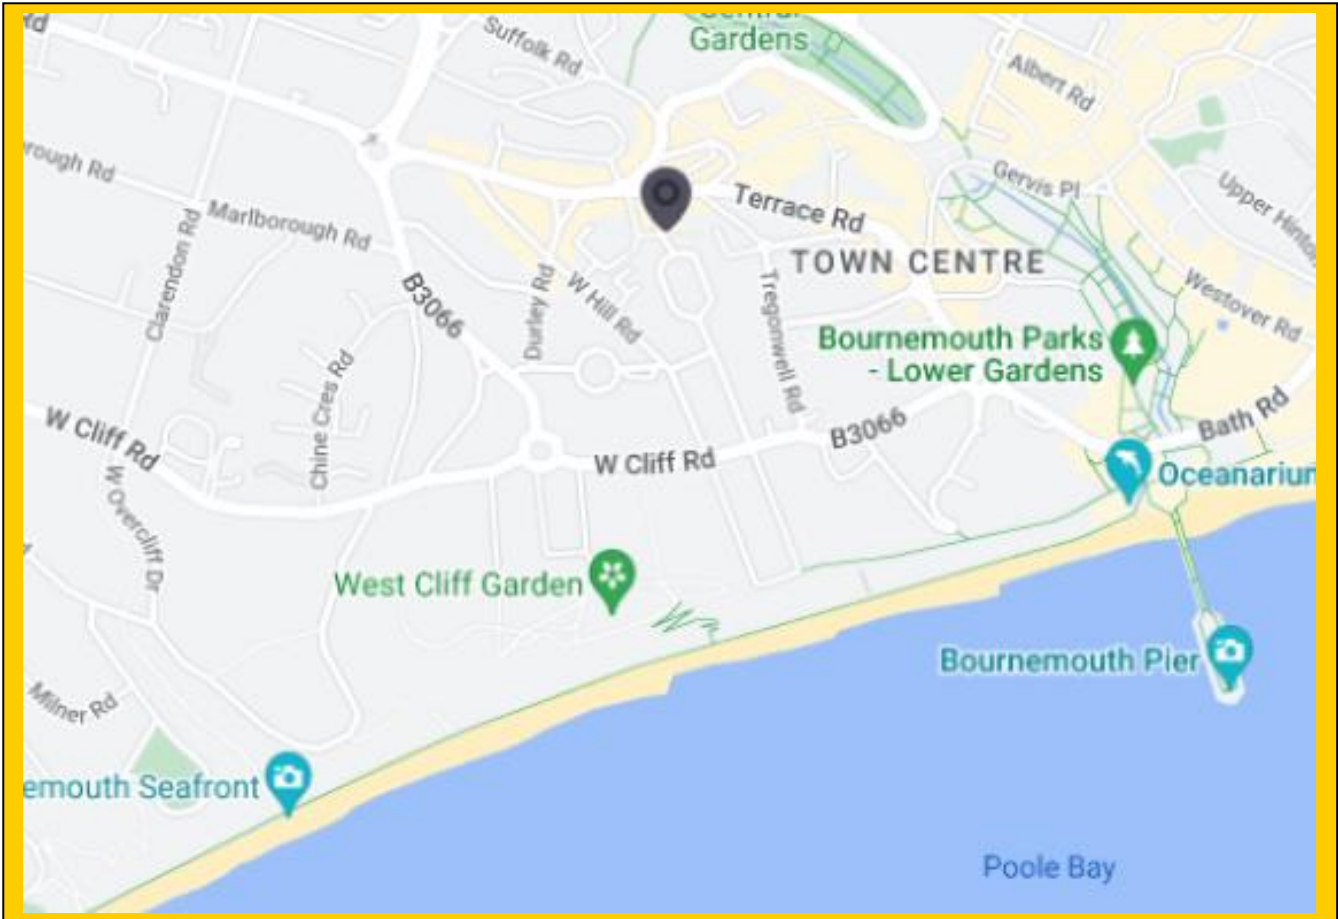 Suffolk Rd
Central
Gardens
Albert Rd
rough Rd
Marlborough Rd
Clarendon Rd
Gervis Pl
Upper Hinton
Terrace Rd
TOWN CENTRE
B3066
Durley Rd
W Hill Rd
Tregonwell Rd
Westover Rd
Bournemouth Parks
- Lower Gardens
Chine Cres Rd
W Cliff Rd
B3066
Bath Rd
W Cliff Rd
Oceanarium
W Overcliff Dr
West Cliff Garden
Bournemouth Pier
Milner Rd
emouth Seafront
Poole Bay